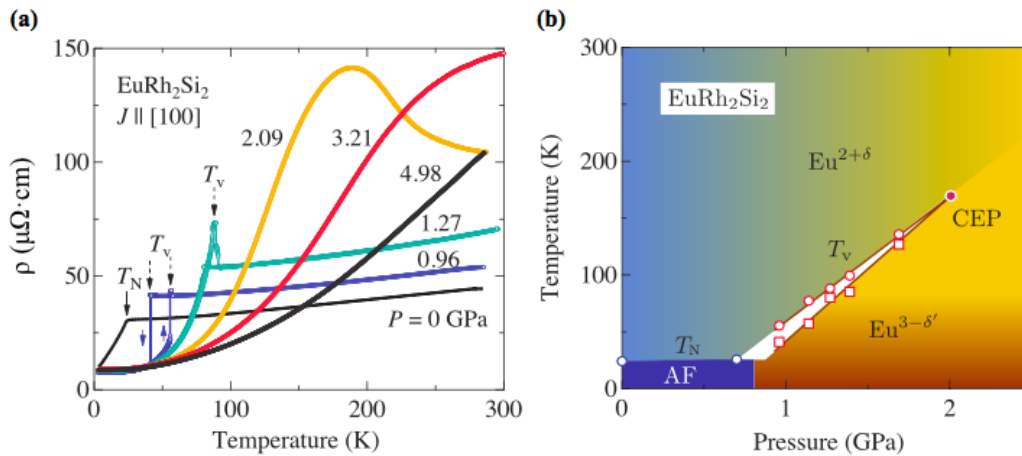 (a)
150
100
50
0
ρ (μΩ·cm)
EuRh₂Si₂
J ∥ [100]
2.09
3.21
4.98
1.27
0.96
P = 0 GPa
Tᵥ
Tᵥ
T_N
0
100
200
300
Temperature (K)
(b)
300
200
100
0
Temperature (K)
EuRh₂Si₂
Eu²⁺ᵟ
CEP
Tᵥ
Eu³⁻ᵟ′
T_N
AF
0
1
2
Pressure (GPa)